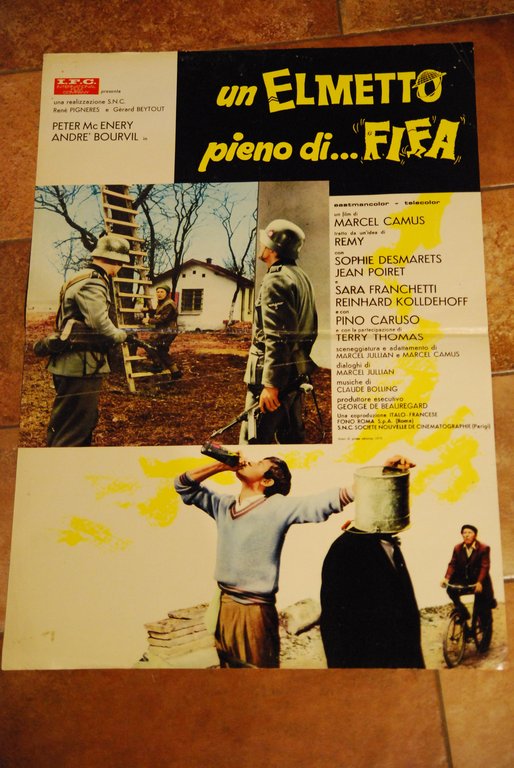 I.F.C.
INTERNATIONAL
FILM
COMPANY
presenta
una realizzazione S.N.C.
René PIGNERES e Gérard BEYTOUT
PETER Mc ENERY
ANDRE' BOURVIL in
un ELMETTO
pieno di... "FIFA"
eastmancolor - telecolor
un film di
MARCEL CAMUS
tratto da un'idea di
REMY
con
SOPHIE DESMARETS
JEAN POIRET
e
SARA FRANCHETTI
REINHARD KOLLDEHOFF
e con
PINO CARUSO
e con la partecipazione di
TERRY THOMAS
sceneggiatura e adattamento di
MARCEL JULLIAN e MARCEL CAMUS
dialoghi di
MARCEL JULLIAN
musiche di
CLAUDE BOLLING
produttore esecutivo
GEORGE DE BEAUREGARD
Una coproduzione ITALO FRANCESE
FONO ROMA S.p.A. (Roma)
S.N.C. SOCIETE NOUVELLE DE CINEMATOGRAPHIE (Parigi)